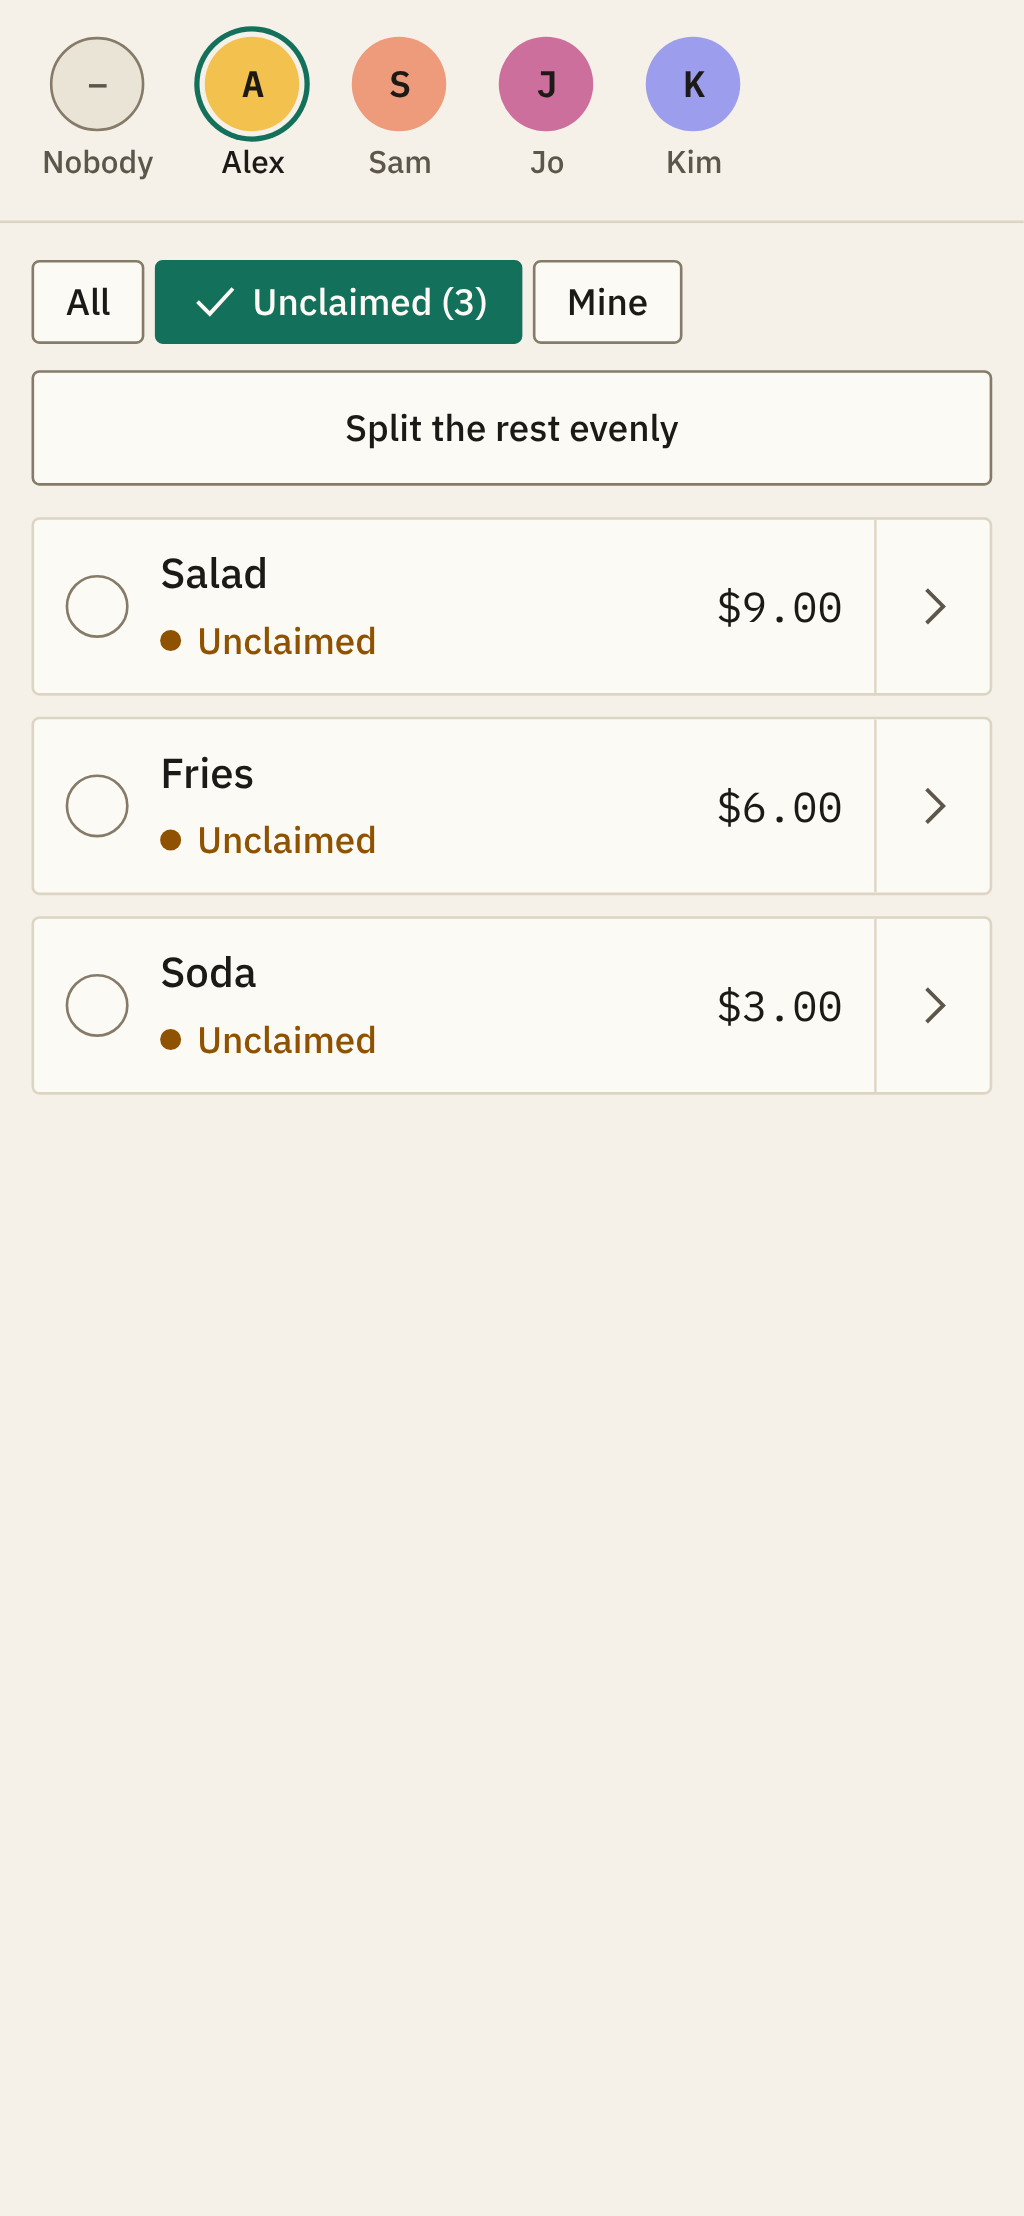 – A S J K
Nobody Alex Sam Jo Kim
All Unclaimed (3) Mine
Split the rest evenly
Salad
Unclaimed
$9.00
Fries
Unclaimed
$6.00
Soda
Unclaimed
$3.00